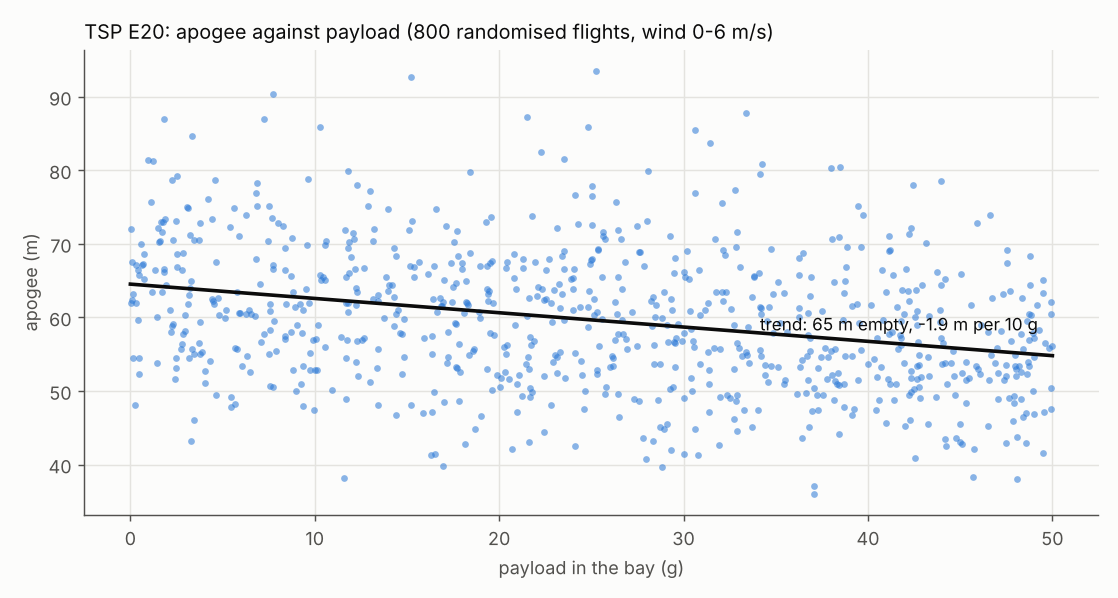 TSP E20: apogee against payload (800 randomised flights, wind 0-6 m/s)
apogee (m)
90
80
70
60
50
40
trend: 65 m empty, -1.9 m per 10 g
0 10 20 30 40 50
payload in the bay (g)